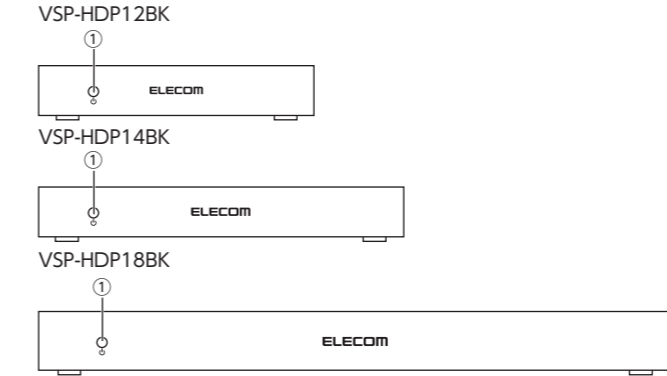 VSP-HDP12BK
①
ELECOM
VSP-HDP14BK
①
ELECOM
VSP-HDP18BK
①
ELECOM